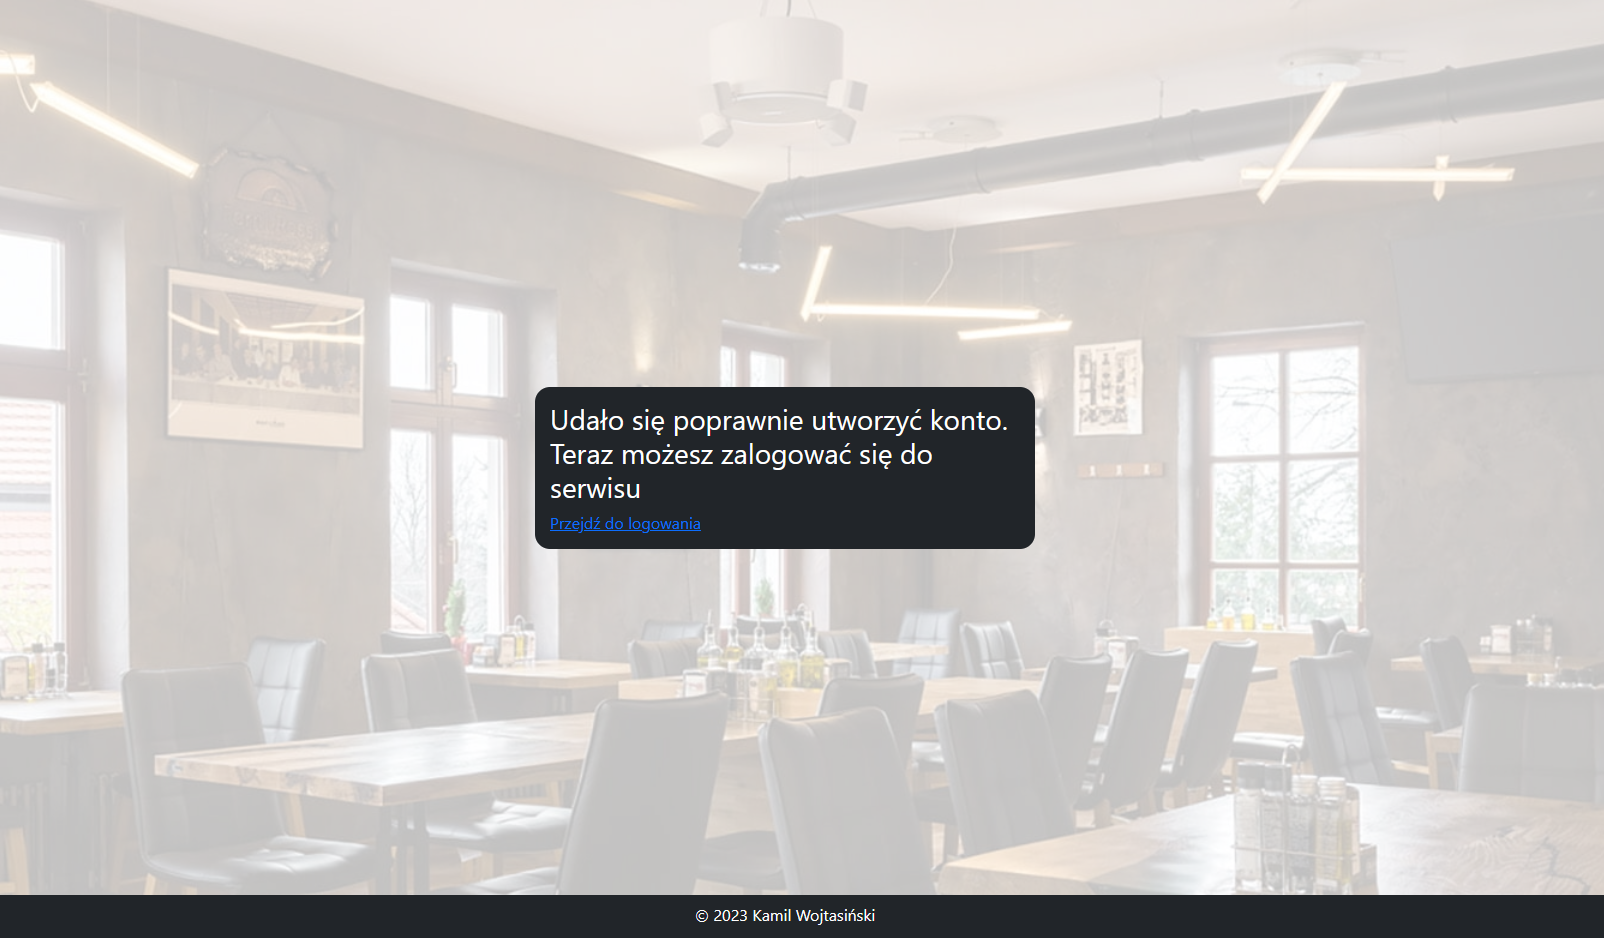 Udało się poprawnie utworzyć konto.
Teraz możesz zalogować się do
serwisu
Przejdź do logowania
© 2023 Kamil Wojtasiński